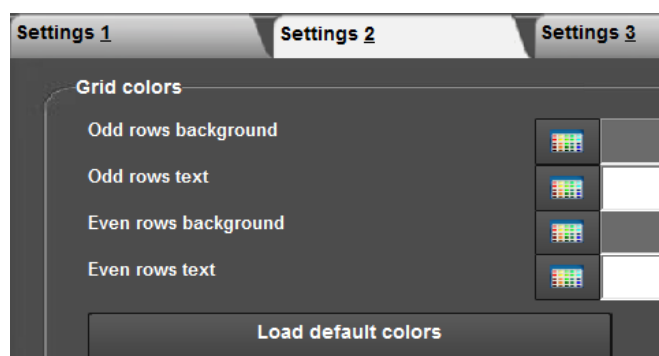 Settings 1 Settings 2 Settings 3
Grid colors
Odd rows background
Odd rows text
Even rows background
Even rows text
Load default colors